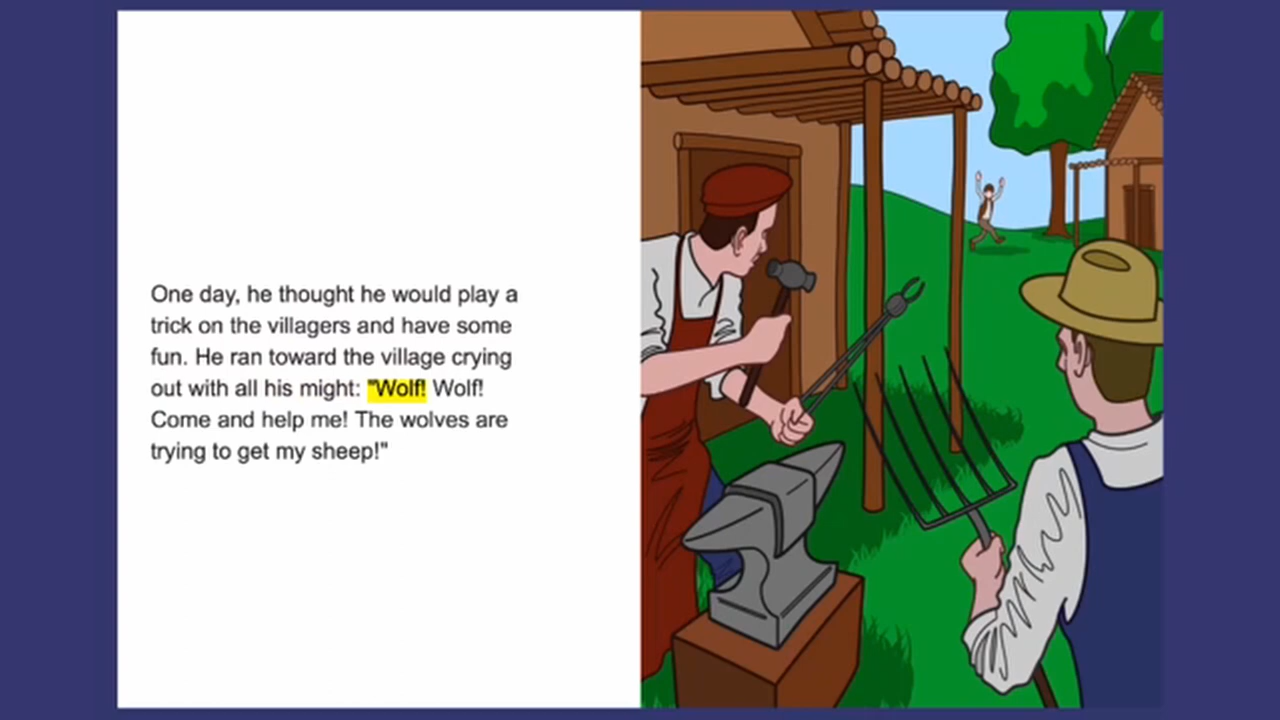 One day, he thought he would play a
trick on the villagers and have some
fun. He ran toward the village crying
out with all his might: "Wolf! Wolf!
Come and help me! The wolves are
trying to get my sheep!"